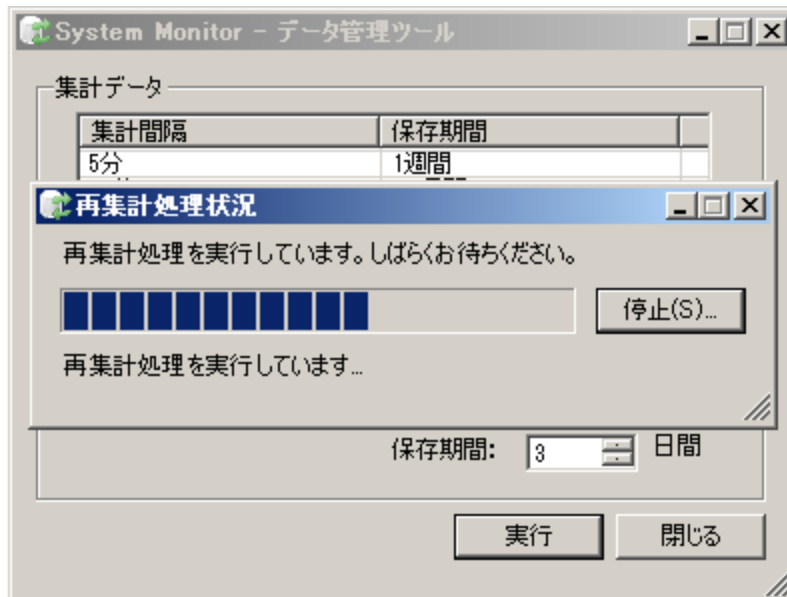 System Monitor - データ管理ツール
集計データ
集計間隔 保存期間
5分 1週間
再集計処理状況
再集計処理を実行しています。しばらくお待ちください。
停止(S)...
再集計処理を実行しています...
保存期間: 3 日間
実行 閉じる